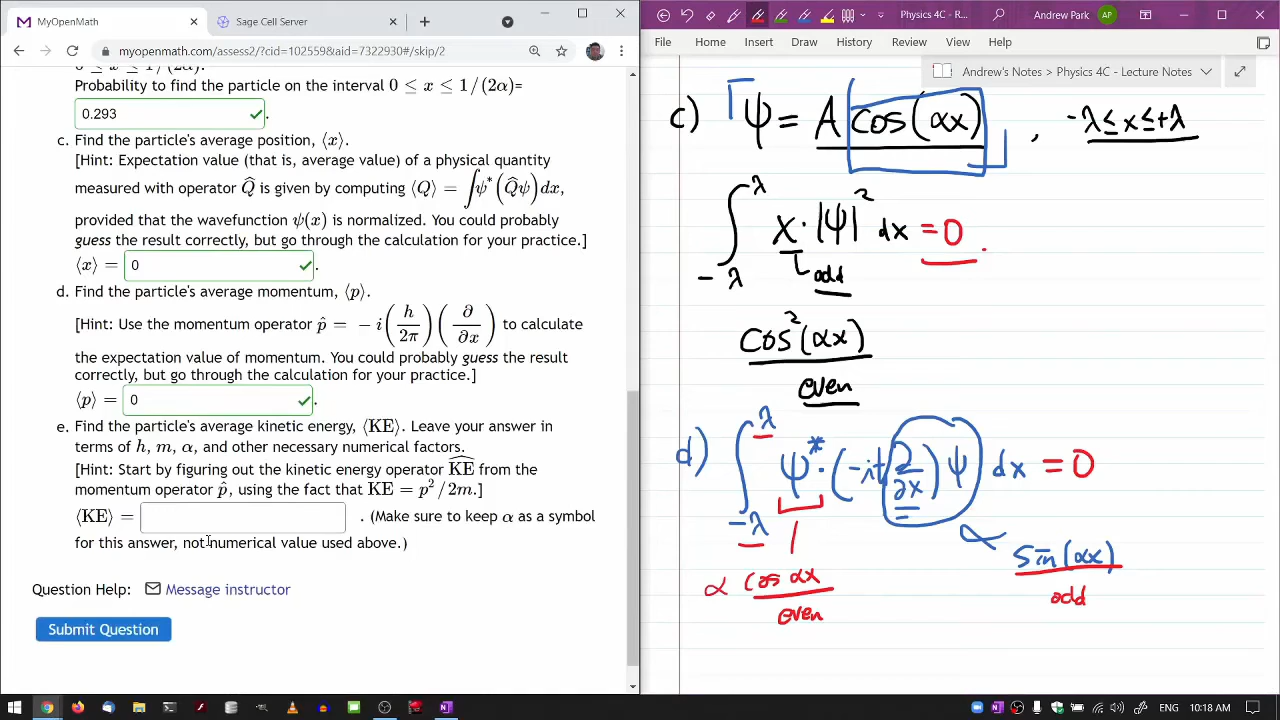 MyOpenMath
Sage Cell Server
myopenmath.com/assess2/?cid=102559&aid=7322930#/skip/2
Physics 4C - R...
Andrew Park
AP
File
Home
Insert
Draw
History
Review
View
Help
Andrew's Notes › Physics 4C - Lecture Notes
0 ≤ x ≤ 1/(2α).
Probability to find the particle on the interval 0 ≤ x ≤ 1/(2α)=
0.293
.
c. Find the particle's average position, ⟨x⟩.
[Hint: Expectation value (that is, average value) of a physical quantity
measured with operator Q̂ is given by computing ⟨Q⟩ = ∫ψ*(Q̂ψ)dx,
provided that the wavefunction ψ(x) is normalized. You could probably
guess the result correctly, but go through the calculation for your practice.]
⟨x⟩ = 0 .
d. Find the particle's average momentum, ⟨p⟩.
[Hint: Use the momentum operator p̂ = −i(h/2π)(∂/∂x) to calculate
the expectation value of momentum. You could probably guess the result
correctly, but go through the calculation for your practice.]
⟨p⟩ = 0 .
e. Find the particle's average kinetic energy, ⟨KE⟩. Leave your answer in
terms of h, m, α, and other necessary numerical factors.
[Hint: Start by figuring out the kinetic energy operator K̂E from the
momentum operator p̂, using the fact that KE = p²/2m.]
⟨KE⟩ = . (Make sure to keep α as a symbol
for this answer, not numerical value used above.)
Question Help: Message instructor
Submit Question
c) ψ = A cos(αx) , -λ≤x≤+λ
∫ -λ λ x·|ψ|² dx = 0
odd
cos²(αx)
even
d) ∫ -λ λ ψ*·(-iħ ∂/∂x)ψ dx = 0
∝ sin(αx)
odd
∝ cos αx
even
10:18 AM